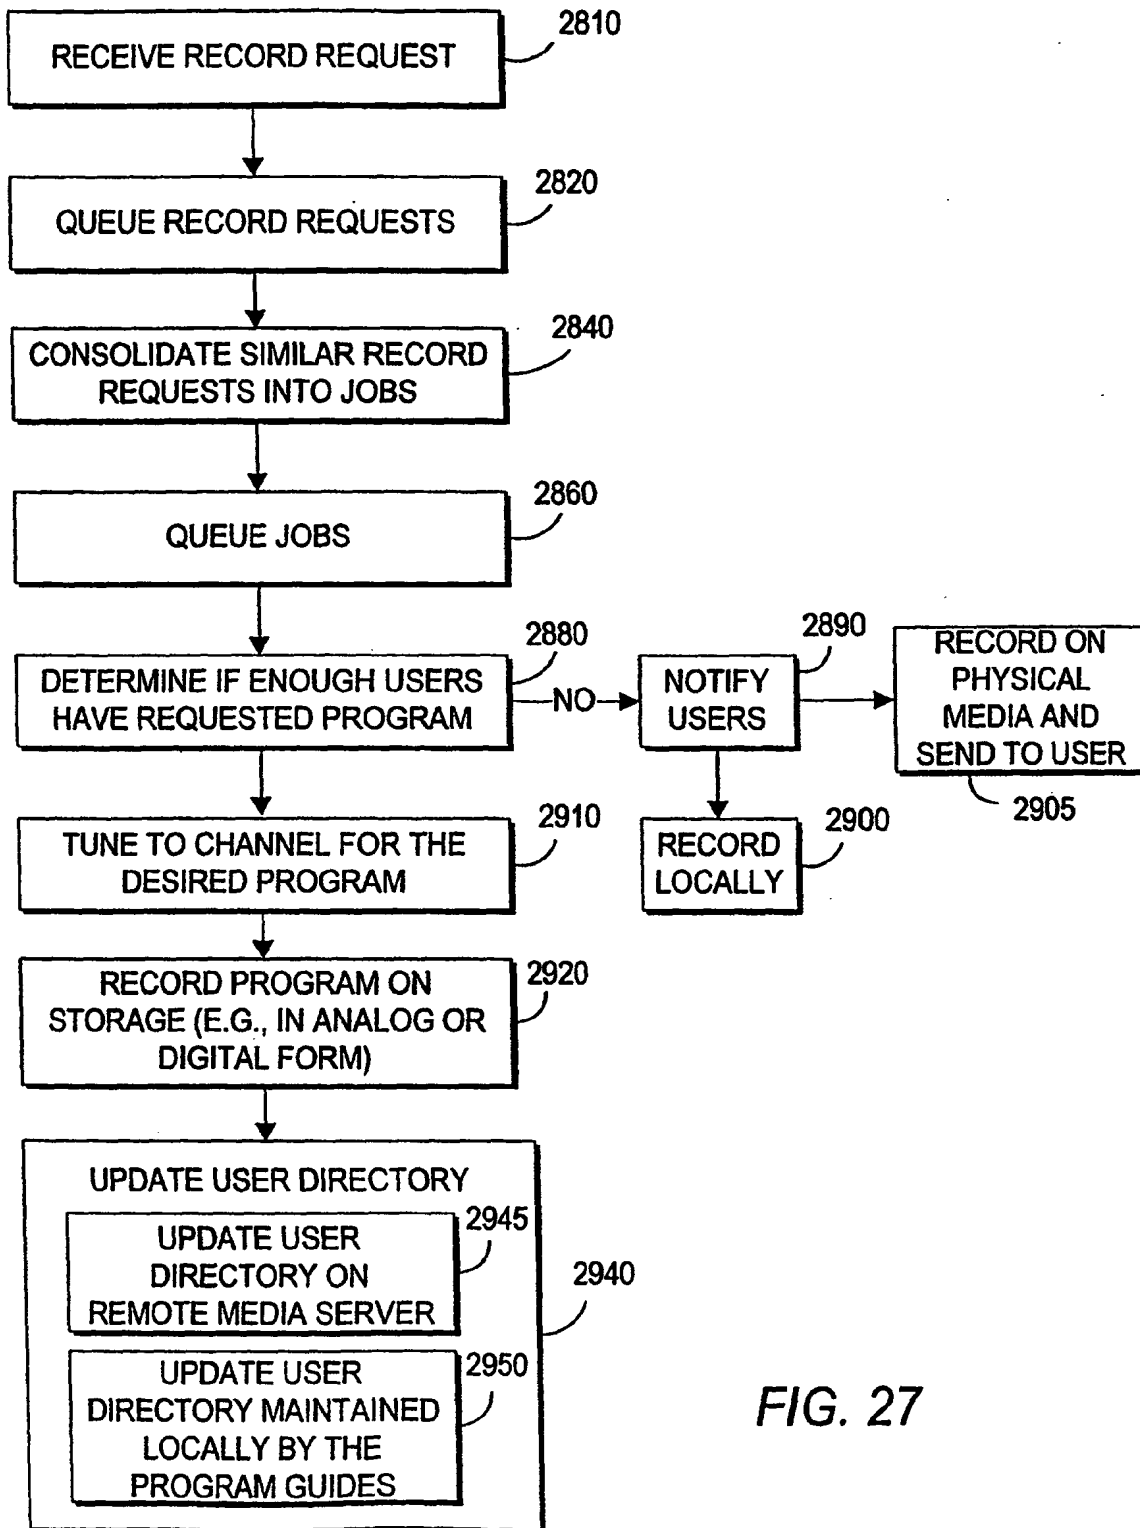 2810
RECEIVE RECORD REQUEST
2820
QUEUE RECORD REQUESTS
2840
CONSOLIDATE SIMILAR RECORD
REQUESTS INTO JOBS
2860
QUEUE JOBS
2880
DETERMINE IF ENOUGH USERS
HAVE REQUESTED PROGRAM
NO
2890
NOTIFY
USERS
RECORD ON
PHYSICAL
MEDIA AND
SEND TO USER
2905
2900
RECORD
LOCALLY
2910
TUNE TO CHANNEL FOR THE
DESIRED PROGRAM
2920
RECORD PROGRAM ON
STORAGE (E.G., IN ANALOG OR
DIGITAL FORM)
2940
UPDATE USER DIRECTORY
2945
UPDATE USER
DIRECTORY ON
REMOTE MEDIA SERVER
2950
UPDATE USER
DIRECTORY MAINTAINED
LOCALLY BY THE
PROGRAM GUIDES
FIG. 27